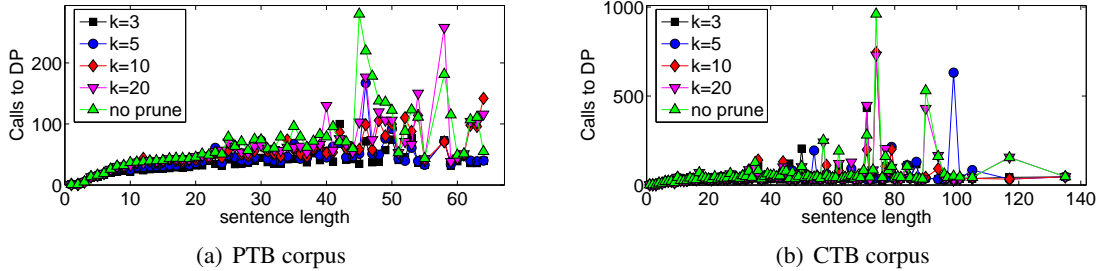 Calls to DP
200
100
0
0
10
20
30
40
50
60
sentence length
k=3
k=5
k=10
k=20
no prune
(a) PTB corpus
Calls to DP
1000
500
0
0
20
40
60
80
100
120
140
sentence length
k=3
k=5
k=10
k=20
no prune
(b) CTB corpus